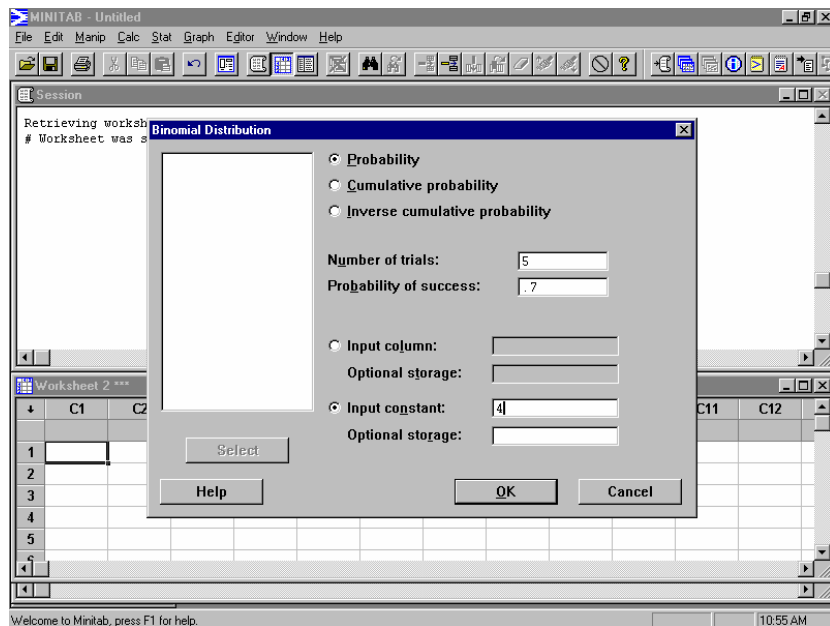 MINITAB - Untitled
File Edit Manip Calc Stat Graph Editor Window Help
Session
Retrieving worksh
# Worksheet was s
Binomial Distribution
Probability
Cumulative probability
Inverse cumulative probability
Number of trials: 5
Probability of success: .7
Input column:
Optional storage:
Input constant: 4
Optional storage:
Select
Help OK Cancel
Worksheet 2 ***
C1 C2 C11 C12
1
2
3
4
5
6
Welcome to Minitab, press F1 for help. 10:55 AM